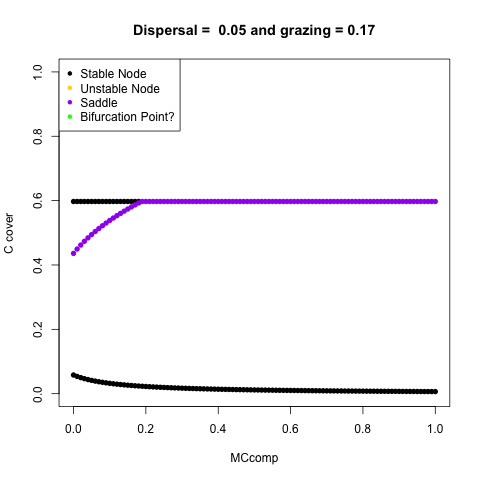 Dispersal =  0.05 and grazing = 0.17
Stable Node
Unstable Node
Saddle
Bifurcation Point?
1.0
0.8
0.6
0.4
0.2
0.0
C cover
0.0 0.2 0.4 0.6 0.8 1.0
MCcomp